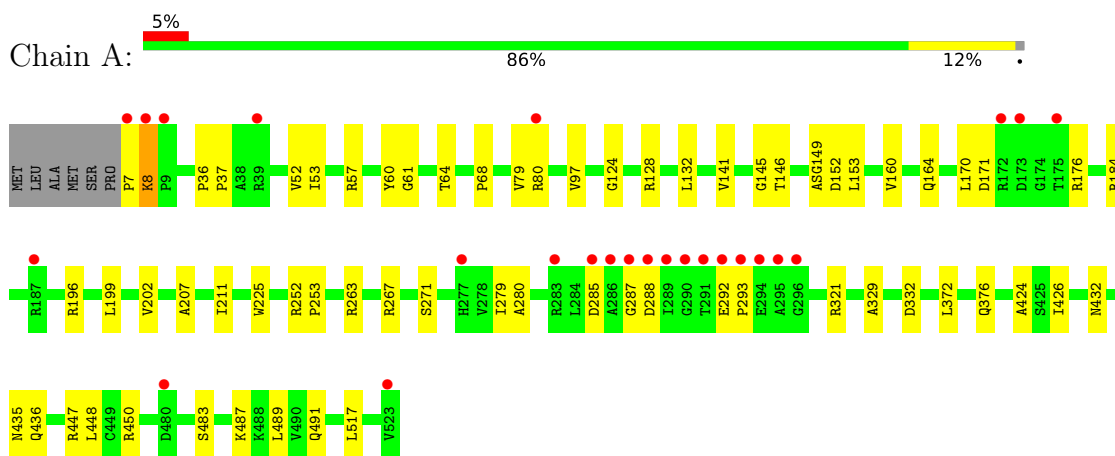 5%
Chain A:
86% 12% •
MET LEU ALA MET SER PRO P7 K8 P9 P36 P37 A38 R39 V52 I53 R57 Y60 G61 T64 P68 V79 R80 V97 G124 R128 L132 V141 G145 T146 ASG149 D152 L153 V160 Q164 L170 D171 R172 D173 G174 T175 R176 R184
R187 R196 L199 V202 A207 I211 W225 R252 P253 R263 R267 S271 H277 V278 I279 A280 R283 L284 D285 A286 G287 D288 I289 G290 T291 E292 P293 E294 A295 G296 R321 A329 D332 L372 Q376 A424 S425 I426 N432
N435 Q436 R447 L448 C449 R450 D480 S483 K487 K488 L489 V490 Q491 L517 V523